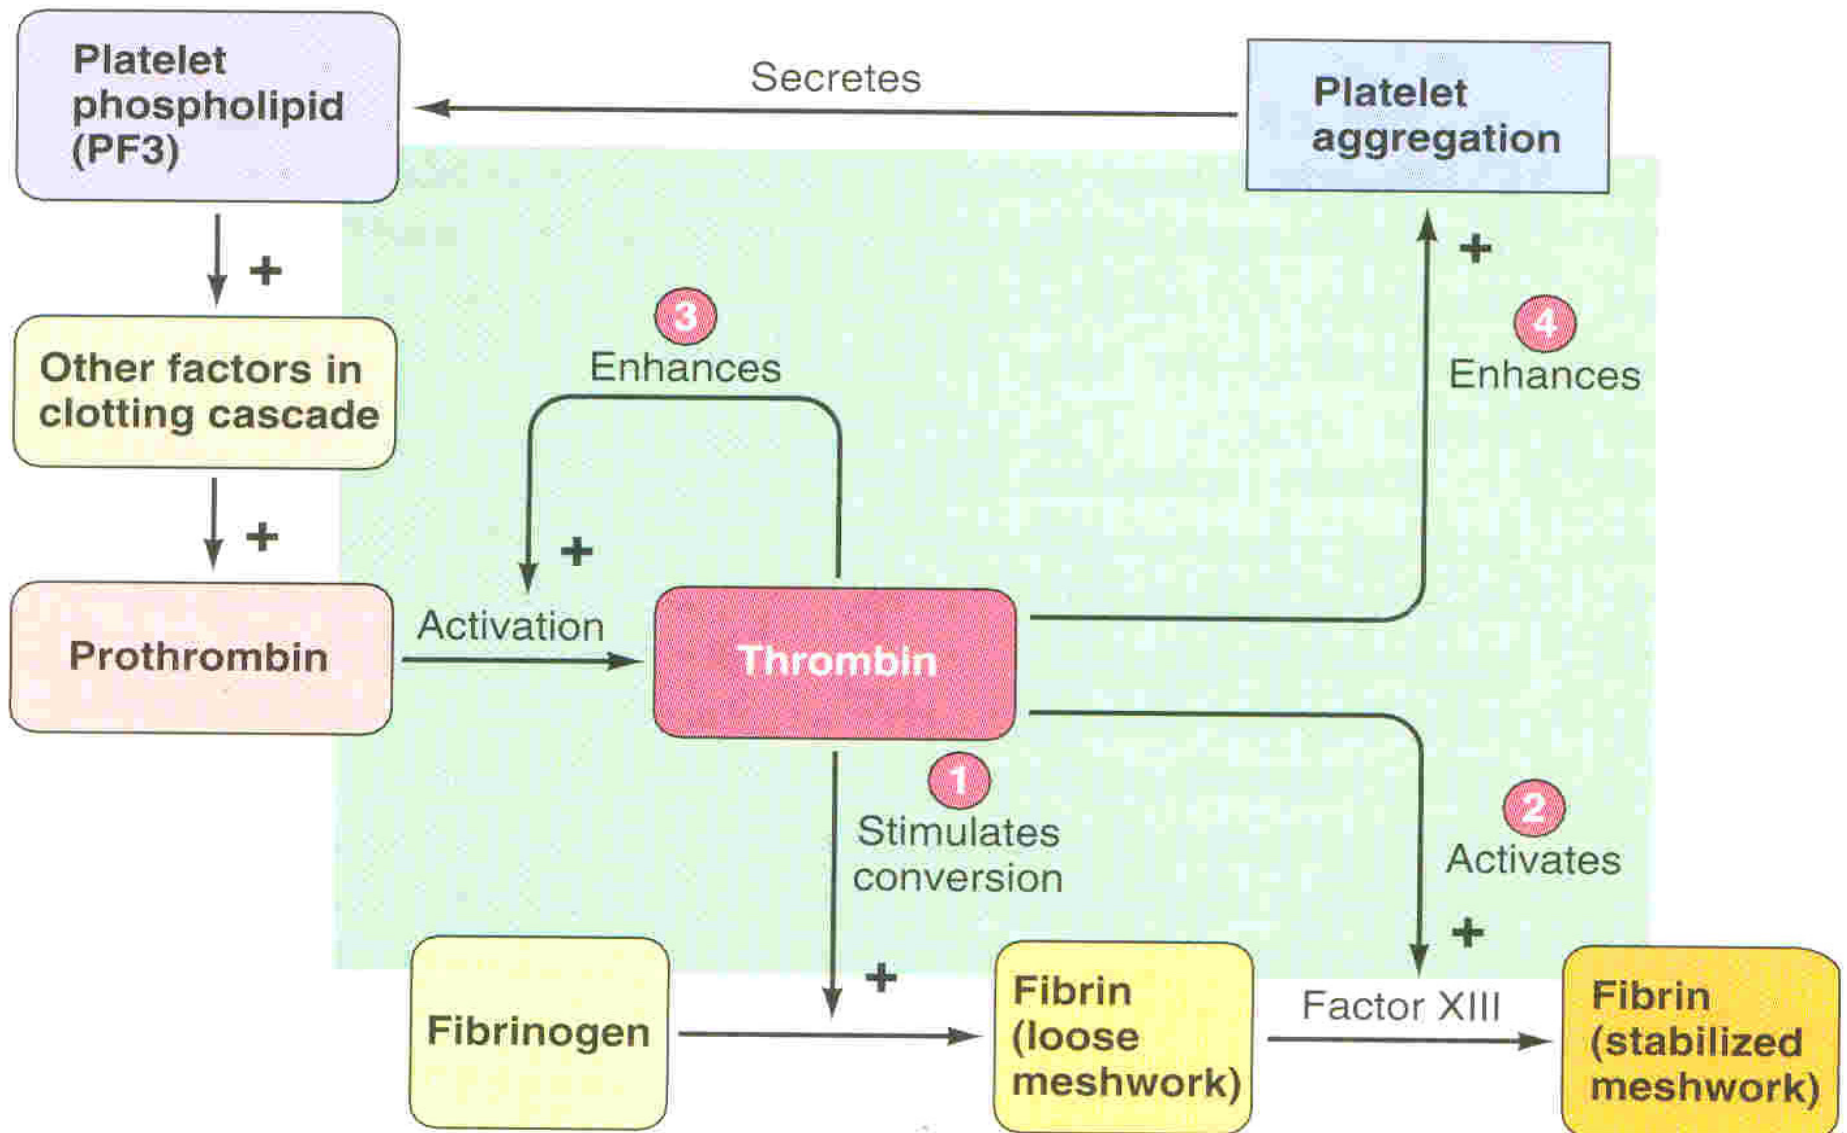 Platelet
phospholipid
(PF3)
Secretes
Platelet
aggregation
+
+
3
Enhances
4
Enhances
Other factors in
clotting cascade
+
+
Prothrombin
Activation
Thrombin
1
Stimulates
conversion
2
Activates
+
+
Fibrinogen
Fibrin
(loose
meshwork)
Factor XIII
Fibrin
(stabilized
meshwork)